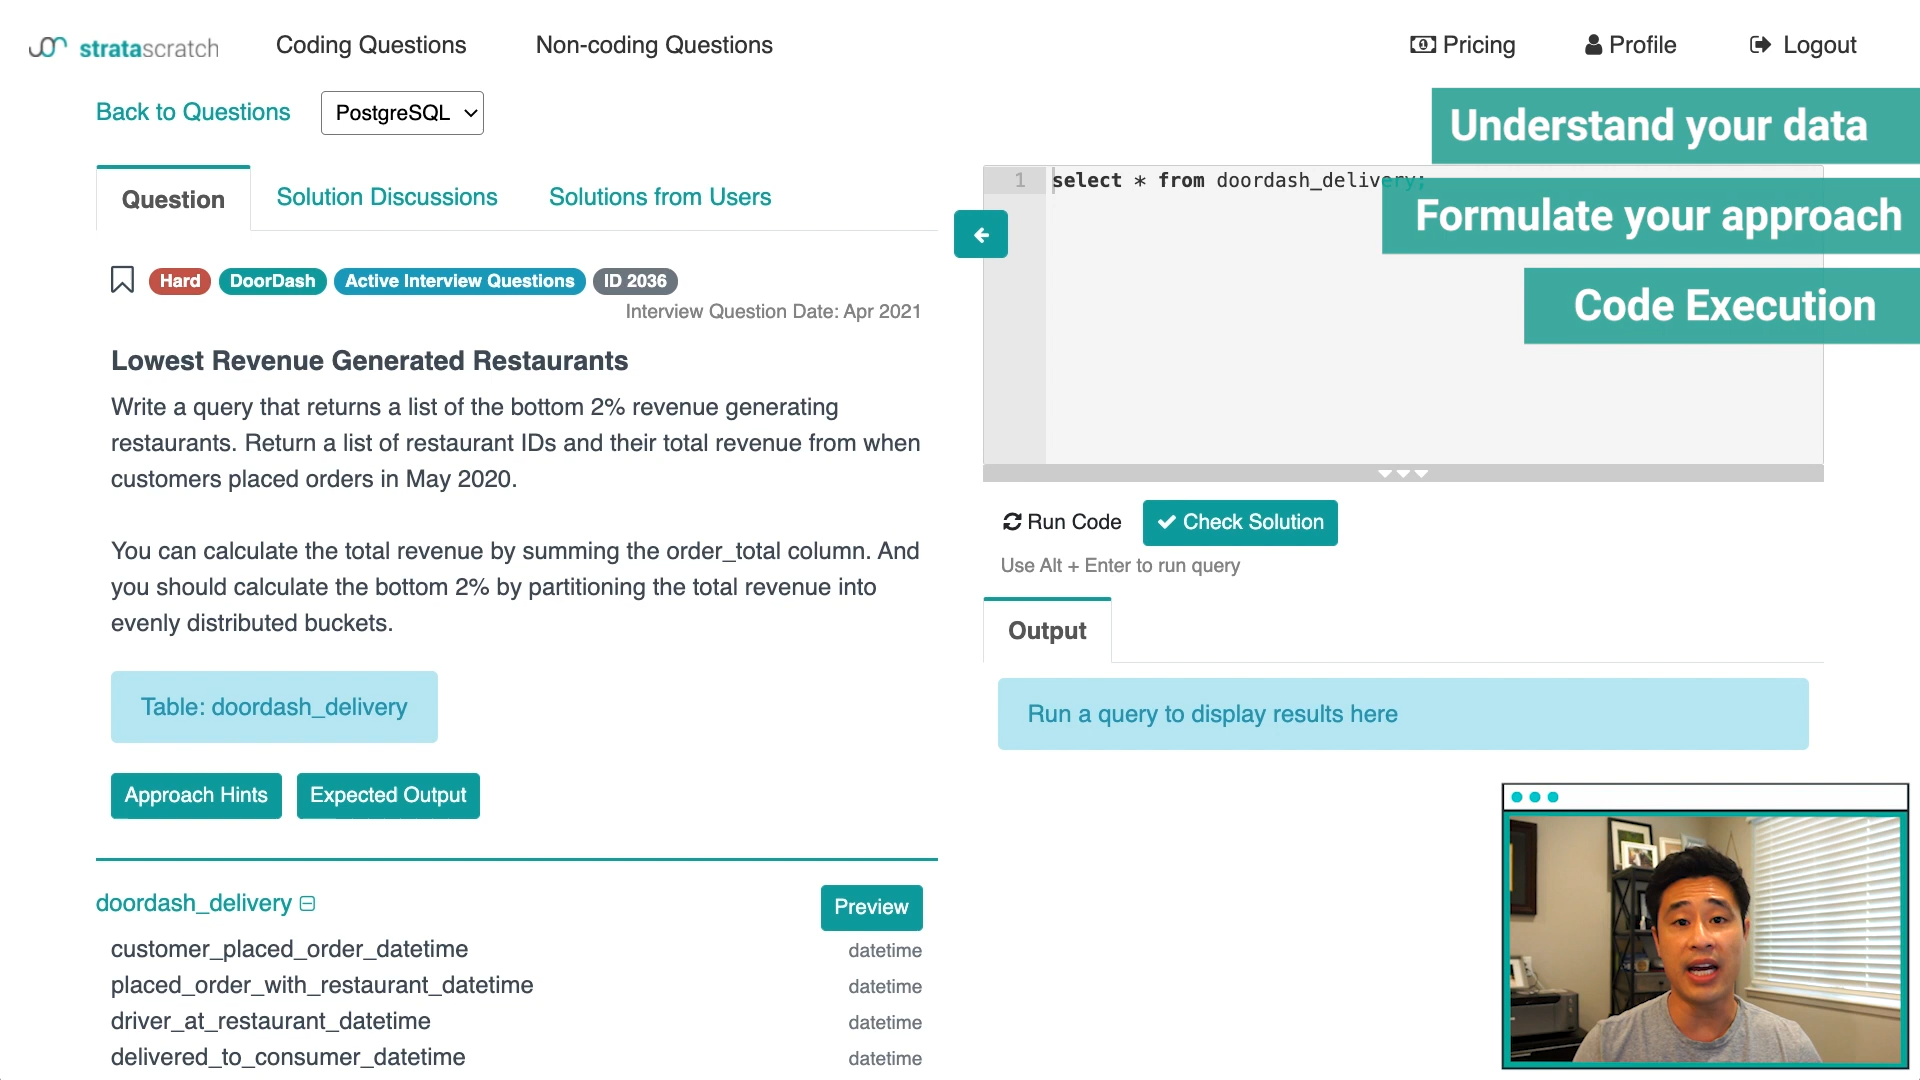 stratascratch
Coding Questions
Non-coding Questions
Pricing
Profile
Logout
Back to Questions
PostgreSQL
Understand your data
Formulate your approach
Code Execution
Question
Solution Discussions
Solutions from Users
1 select * from doordash_delivery;
Hard
DoorDash
Active Interview Questions
ID 2036
Interview Question Date: Apr 2021
Lowest Revenue Generated Restaurants
Write a query that returns a list of the bottom 2% revenue generating
restaurants. Return a list of restaurant IDs and their total revenue from when
customers placed orders in May 2020.
You can calculate the total revenue by summing the order_total column. And
you should calculate the bottom 2% by partitioning the total revenue into
evenly distributed buckets.
Table: doordash_delivery
Approach Hints
Expected Output
Run Code
Check Solution
Use Alt + Enter to run query
Output
Run a query to display results here
doordash_delivery
Preview
customer_placed_order_datetime datetime
placed_order_with_restaurant_datetime datetime
driver_at_restaurant_datetime datetime
delivered_to_consumer_datetime datetime